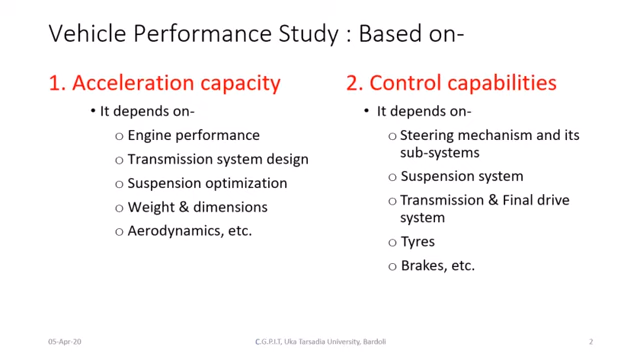 Vehicle Performance Study : Based on-
1. Acceleration capacity
• It depends on-
o Engine performance
o Transmission system design
o Suspension optimization
o Weight & dimensions
o Aerodynamics, etc.
2. Control capabilities
• It depends on-
o Steering mechanism and its
sub-systems
o Suspension system
o Transmission & Final drive
system
o Tyres
o Brakes, etc.
05-Apr-20
C.G.P.I.T, Uka Tarsadia University, Bardoli
2